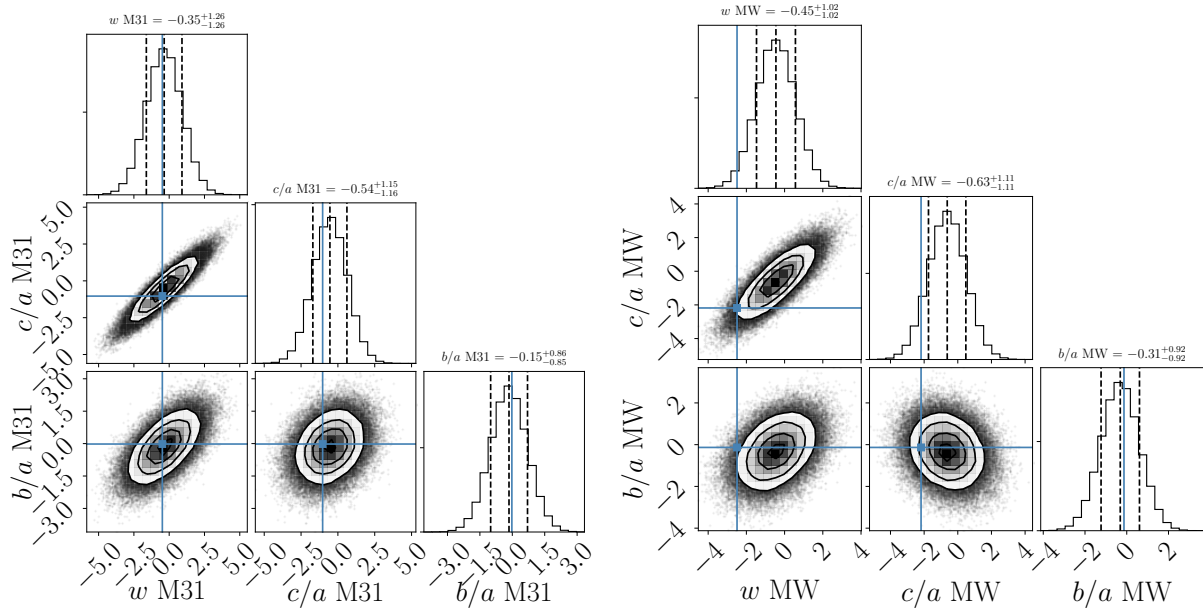 w M31 = −0.35 +1.26 −1.26
c/a M31 = −0.54 +1.15 −1.16
b/a M31 = −0.15 +0.86 −0.85
c/a M31
5.0
2.5
0.0
−2.5
−5.0
b/a M31
3.0
1.5
0.0
−1.5
−3.0
−5.0 −2.5 0.0 2.5 5.0
w M31
−5.0 −2.5 0.0 2.5 5.0
c/a M31
−3.0 −1.5 0.0 1.5 3.0
b/a M31
w MW = −0.45 +1.02 −1.02
c/a MW = −0.63 +1.11 −1.11
b/a MW = −0.31 +0.92 −0.92
c/a MW
4
2
0
−2
−4
b/a MW
2
0
−2
−4
−4 −2 0 2 4
w MW
−4 −2 0 2 4
c/a MW
−4 −2 0 2
b/a MW